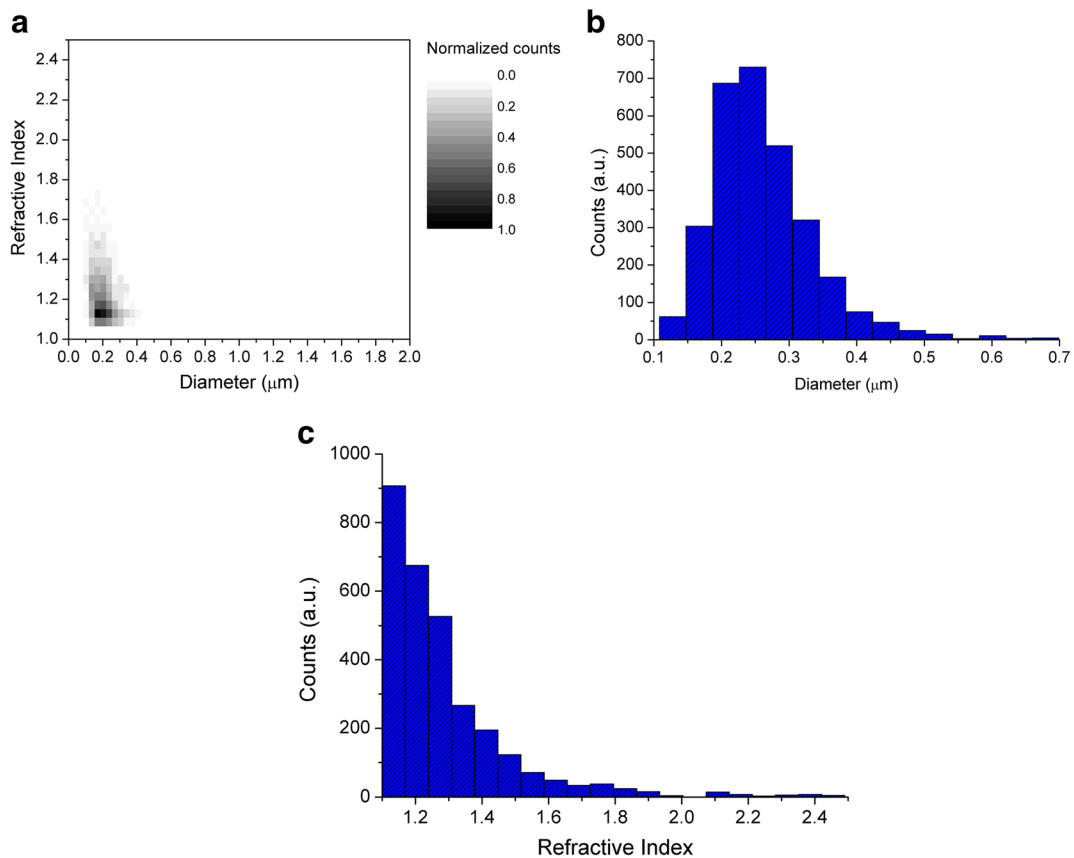 a
Refractive Index
2.4
2.2
2.0
1.8
1.6
1.4
1.2
1.0
0.0 0.2 0.4 0.6 0.8 1.0 1.2 1.4 1.6 1.8 2.0
Diameter (μm)
Normalized counts
0.0
0.2
0.4
0.6
0.8
1.0
b
Counts (a.u.)
800
700
600
500
400
300
200
100
0
0.1 0.2 0.3 0.4 0.5 0.6 0.7
Diameter (μm)
c
Counts (a.u.)
1000
800
600
400
200
0
1.2 1.4 1.6 1.8 2.0 2.2 2.4
Refractive Index